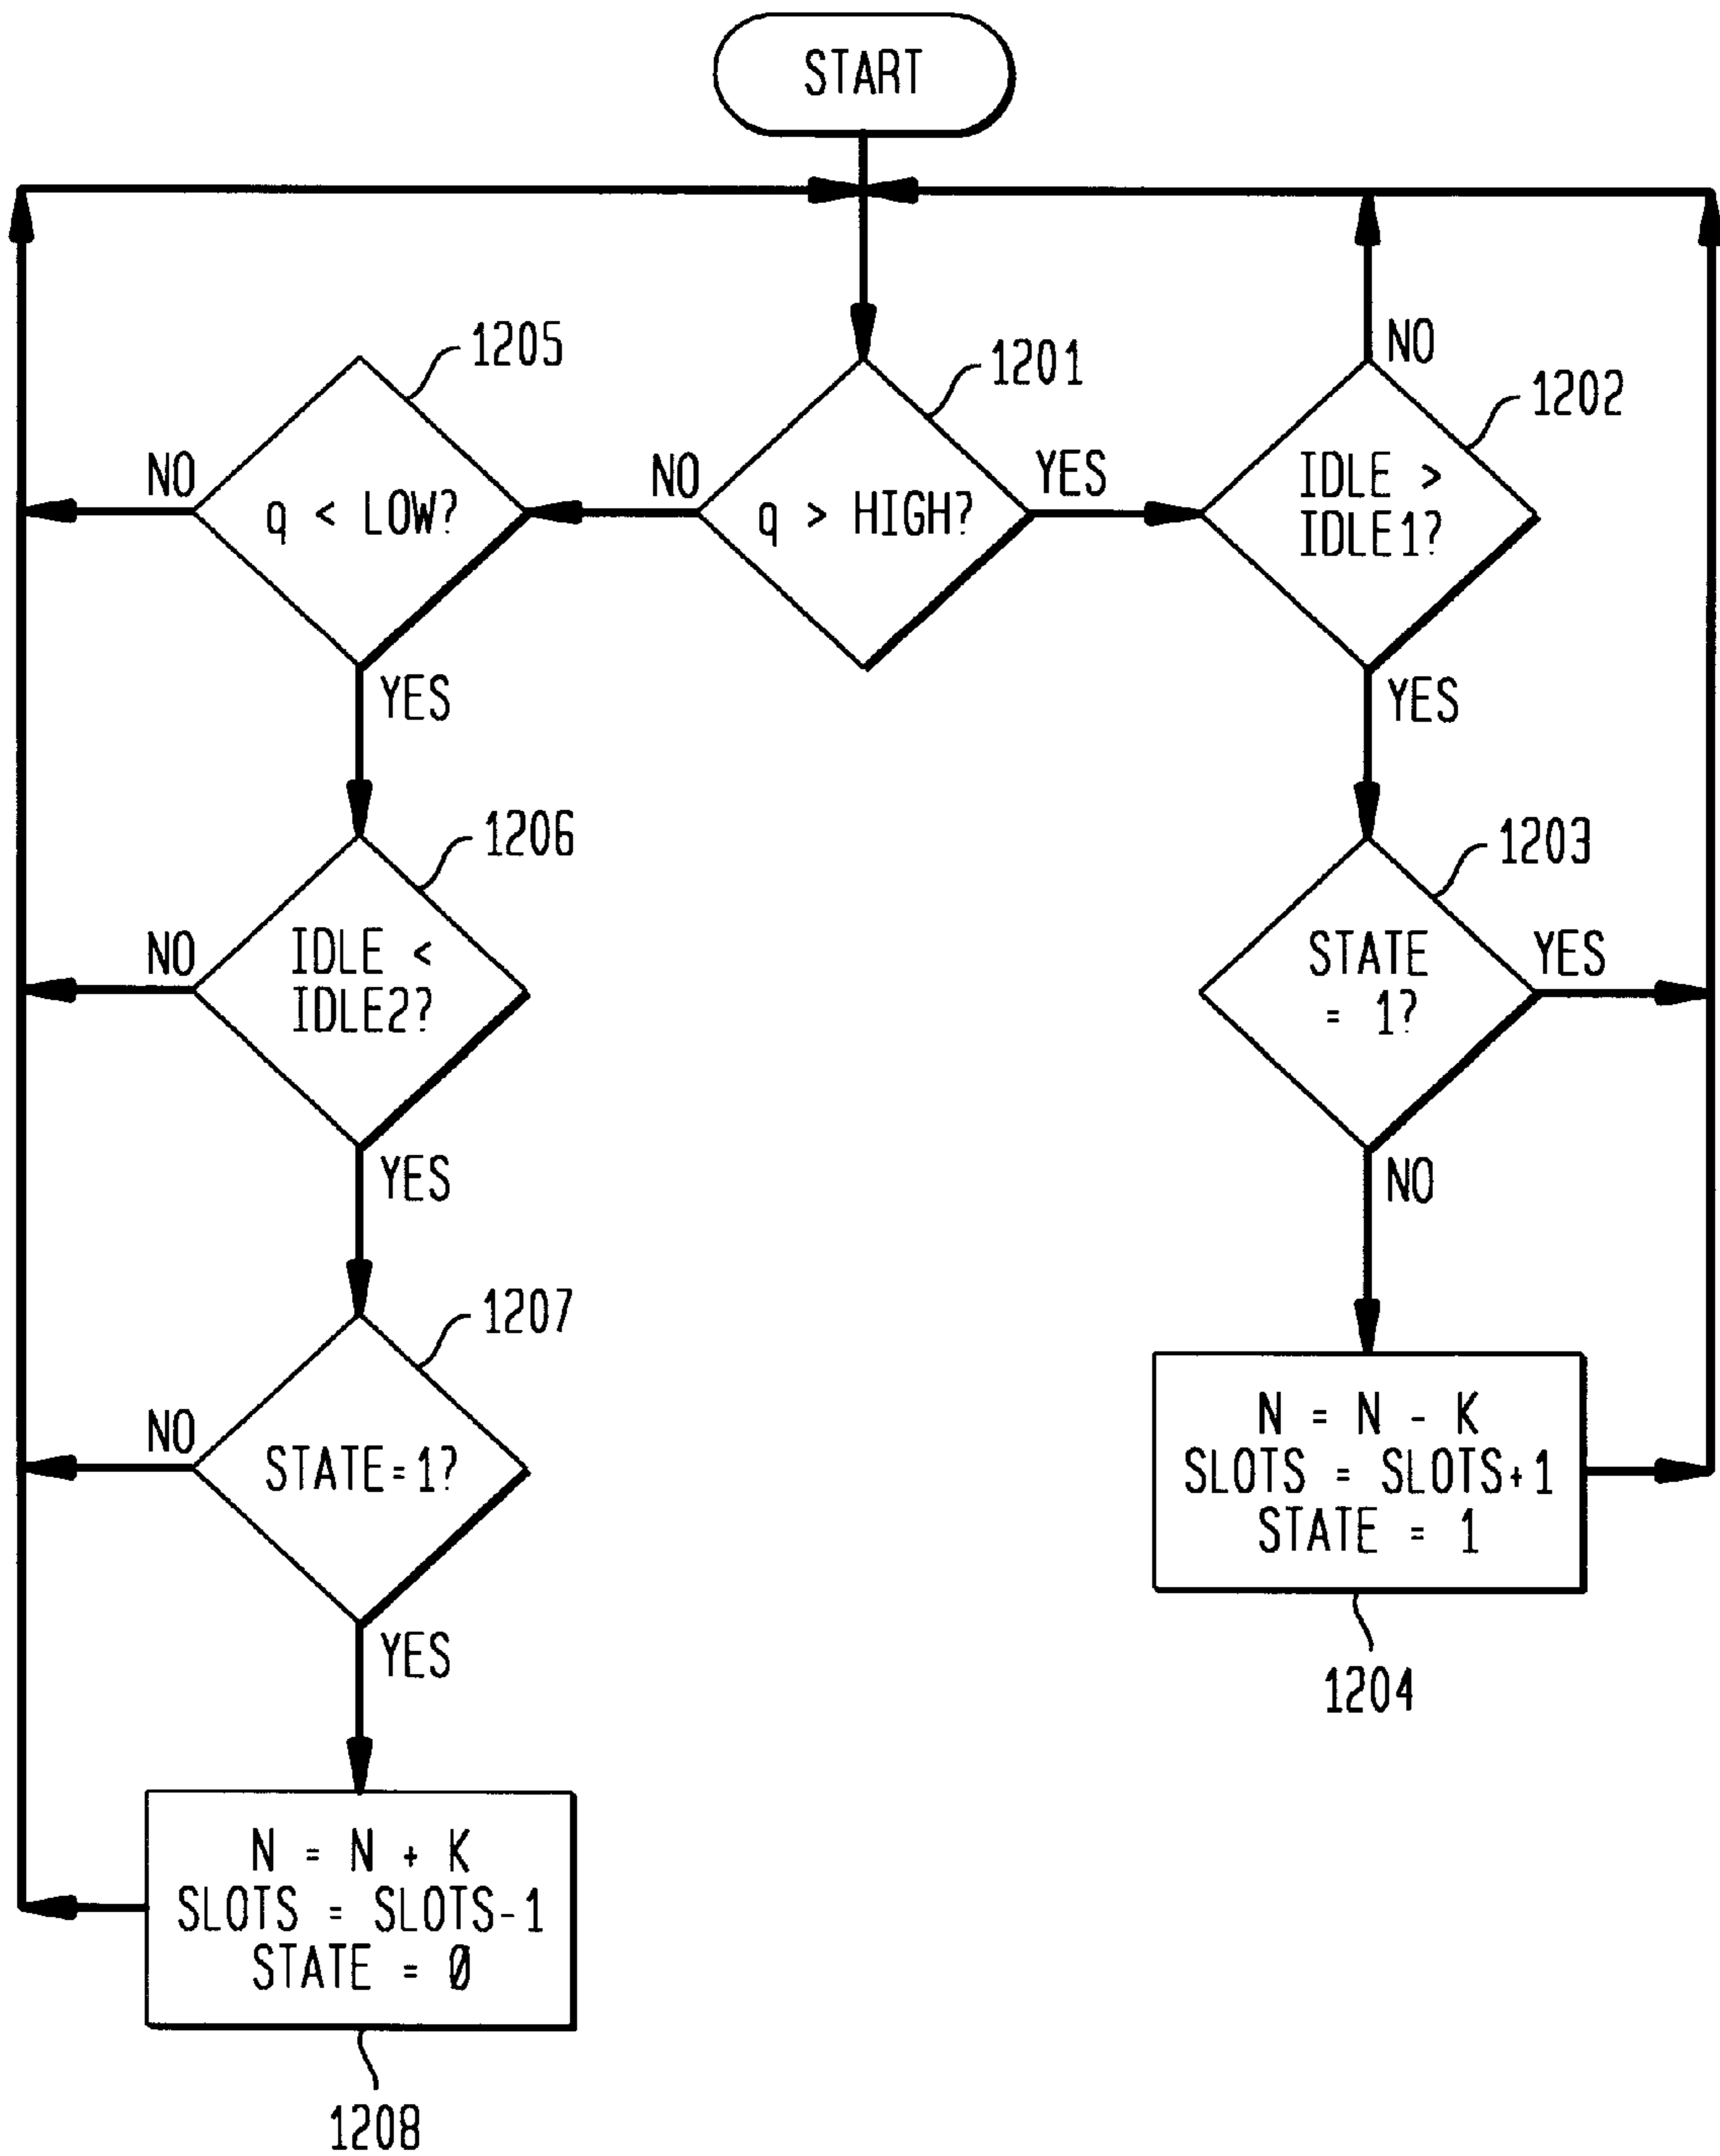 START
1205
1201
1202
NO
NO
q < LOW?
NO
q > HIGH?
YES
IDLE >
IDLE1?
YES
YES
1206
1203
NO
IDLE <
IDLE2?
STATE
= 1?
YES
YES
NO
1207
NO
STATE=1?
N = N - K
SLOTS = SLOTS+1
STATE = 1
YES
1204
N = N + K
SLOTS = SLOTS-1
STATE = 0
1208